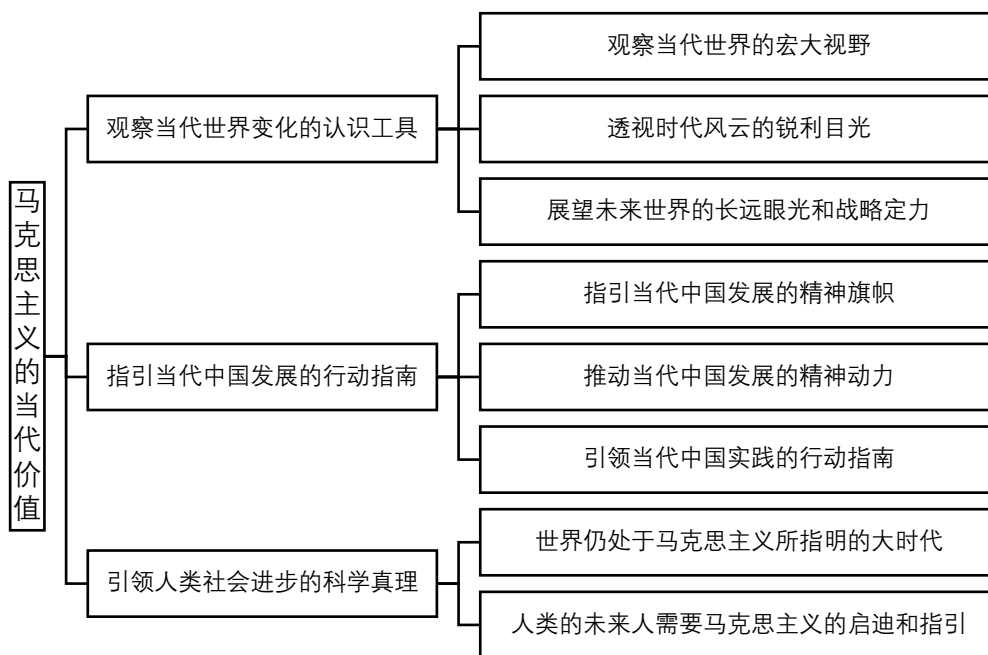 马克思主义的当代价值
观察当代世界变化的认识工具
观察当代世界的宏大视野
透视时代风云的锐利目光
展望未来世界的长远眼光和战略定力
指引当代中国发展的行动指南
指引当代中国发展的精神旗帜
推动当代中国发展的精神动力
引领当代中国实践的行动指南
引领人类社会进步的科学真理
世界仍处于马克思主义所指明的大时代
人类的未来人需要马克思主义的启迪和指引